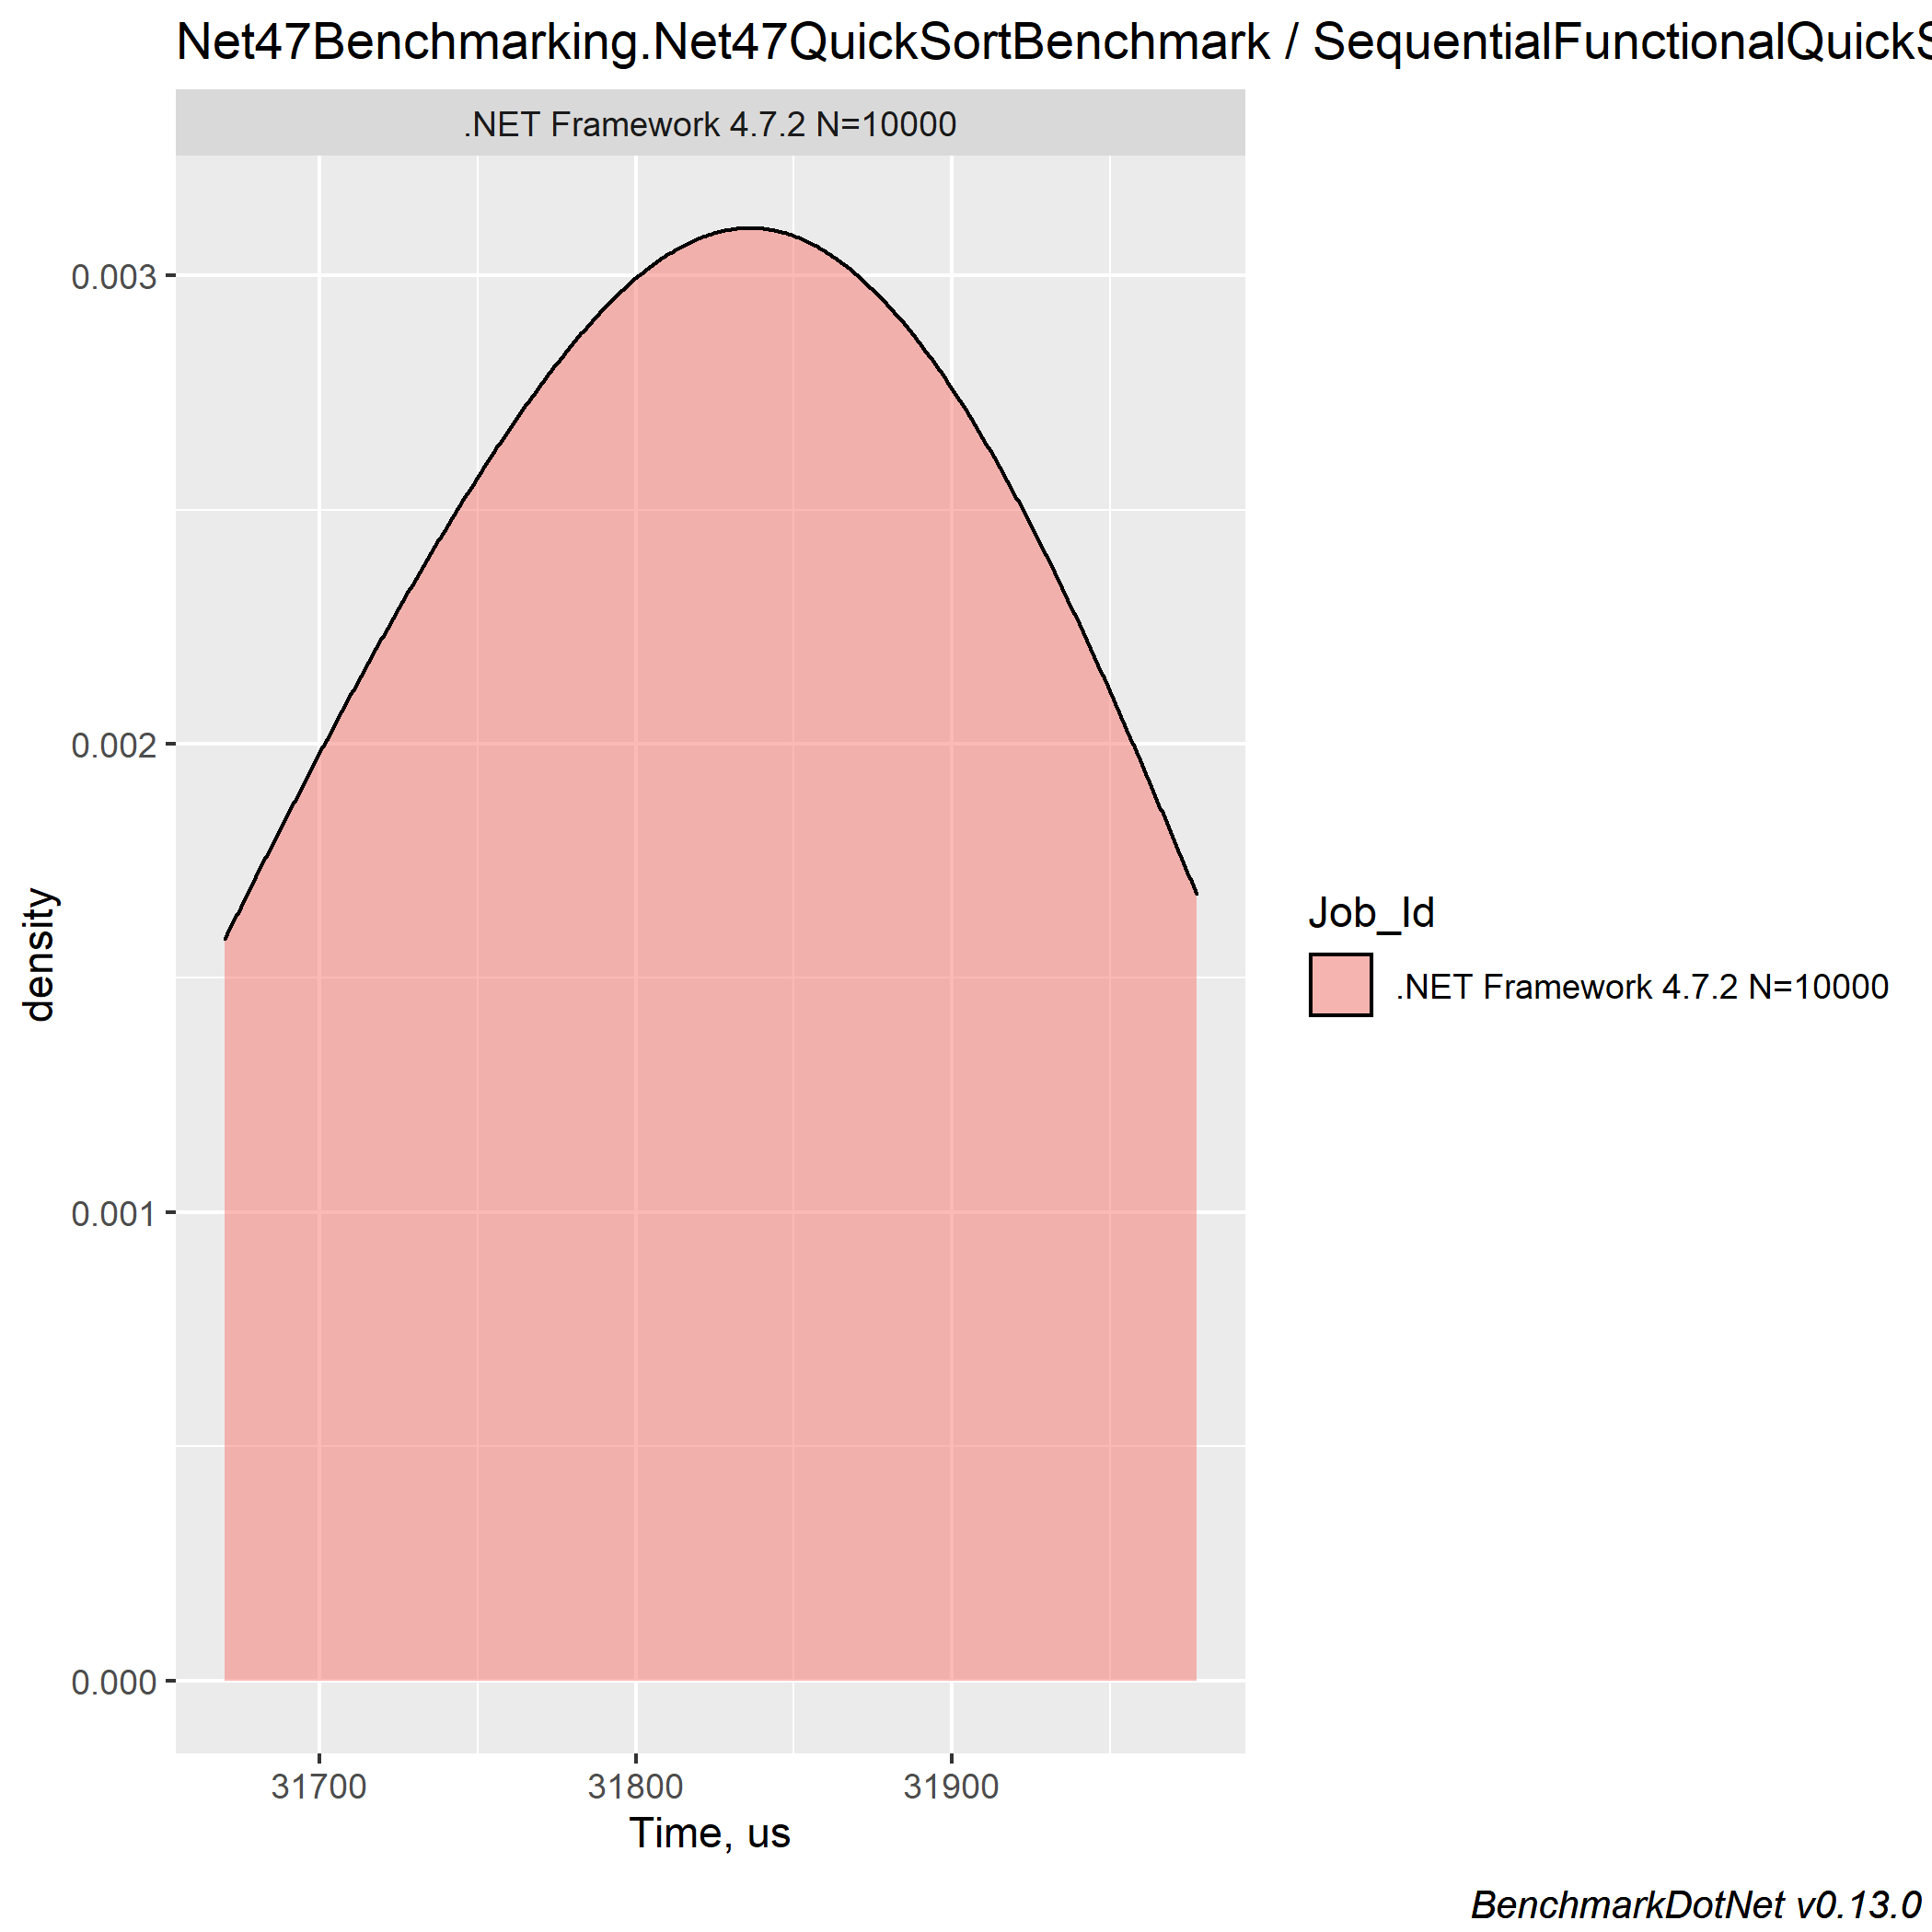 Net47Benchmarking.Net47QuickSortBenchmark / SequentialFunctionalQuick
.NET Framework 4.7.2 N=10000
0.003
0.002
0.001
0.000
density
31700 31800 31900
Time, us
Job_Id
.NET Framework 4.7.2 N=10000
BenchmarkDotNet v0.13.0